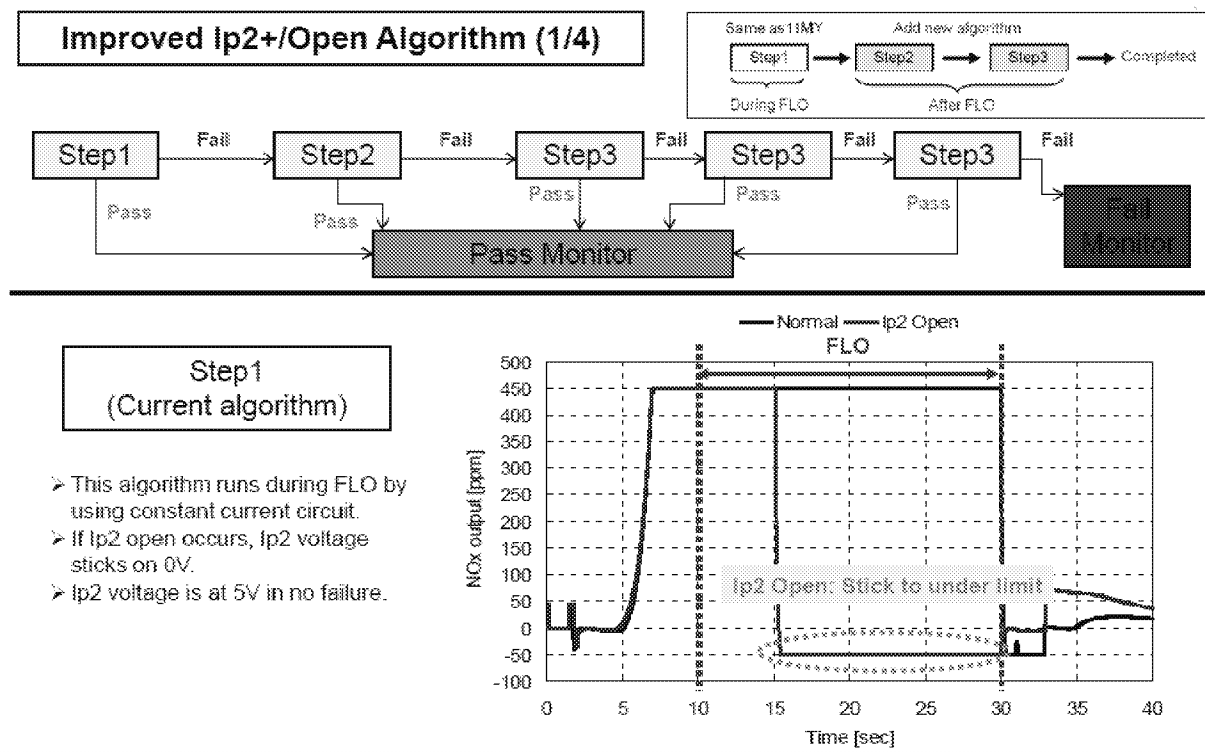 Improved Ip2+/Open Algorithm (1/4)
Same as11MY
Add new algorithm
Step1
Step2
Step3
Completed
During FLO
After FLO
Step1
Fail
Step2
Fail
Step3
Fail
Step3
Fail
Step3
Fail
Pass
Pass
Pass
Pass
Pass
Pass Monitor
Fail
Monitor
Step1
(Current algorithm)
➢ This algorithm runs during FLO by
using constant current circuit.
➢ If Ip2 open occurs, Ip2 voltage
sticks on 0V.
➢ Ip2 voltage is at 5V in no failure.
Normal
Ip2 Open
FLO
500
450
400
350
300
250
200
150
100
50
0
-50
-100
NOx output [ppm]
Ip2 Open: Stick to under limit
0
5
10
15
20
25
30
35
40
Time [sec]